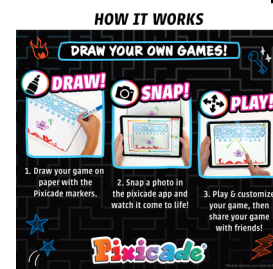 HOW IT WORKS
DRAW YOUR OWN GAMES!
DRAW!
SNAP!
PLAY!
1. Draw your game on
paper with the
Pixicade markers.
2. Snap a photo in
the pixicade app and
watch it come to life!
3. Play & customize
your game, then
share your game
with friends!
Pixicade